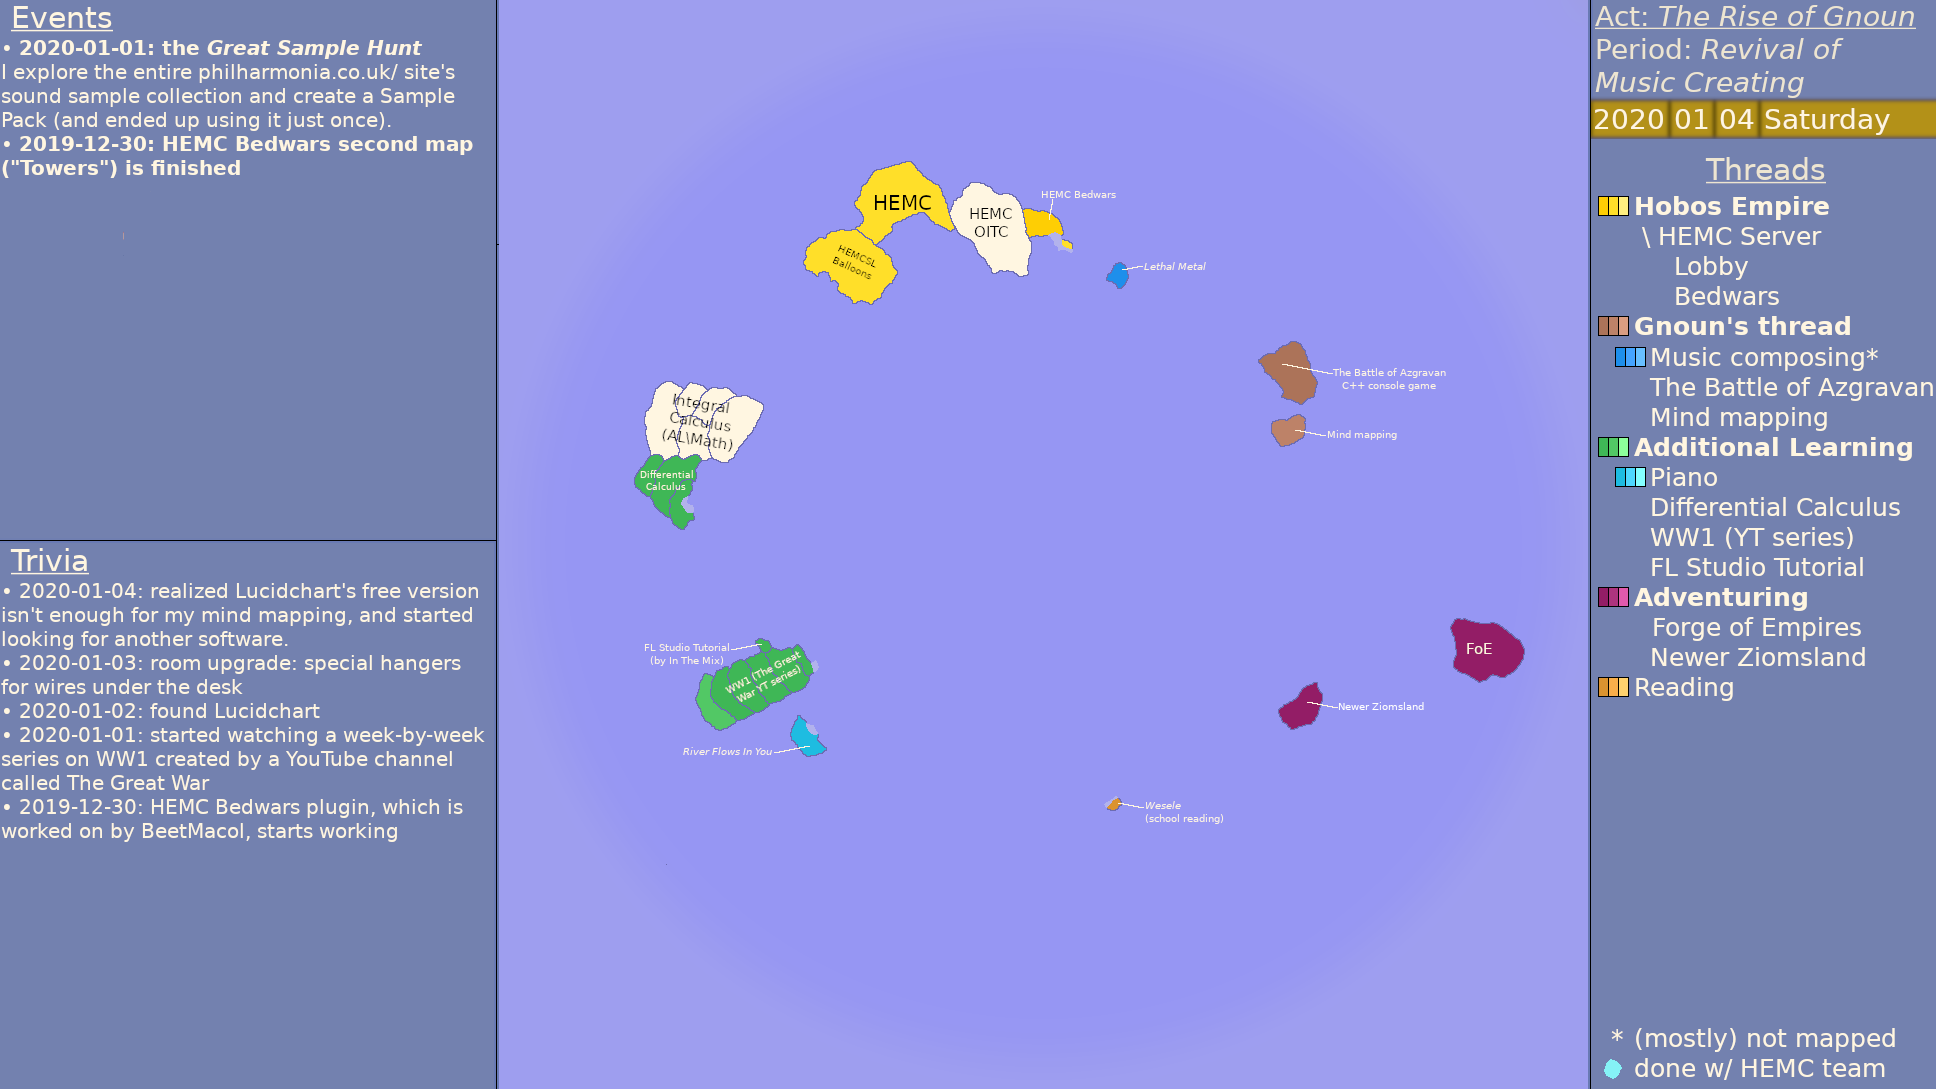 Events
• 2020-01-01: the Great Sample Hunt
I explore the entire philharmonia.co.uk/ site's
sound sample collection and create a Sample
Pack (and ended up using it just once).
• 2019-12-30: HEMC Bedwars second map
("Towers") is finished
Trivia
• 2020-01-04: realized Lucidchart's free version
isn't enough for my mind mapping, and started
looking for another software.
• 2020-01-03: room upgrade: special hangers
for wires under the desk
• 2020-01-02: found Lucidchart
• 2020-01-01: started watching a week-by-week
series on WW1 created by a YouTube channel
called The Great War
• 2019-12-30: HEMC Bedwars plugin, which is
worked on by BeetMacol, starts working
HEMC
HEMCSL
Balloons
HEMC
OITC
HEMC Bedwars
Lethal Metal
The Battle of Azgravan
C++ console game
Mind mapping
Integral
Calculus
(AL\Math)
Differential
Calculus
FL Studio Tutorial
(by In The Mix)
WW1 (The Great
War YT series)
River Flows In You
FoE
Newer Ziomsland
Wesele
(school reading)
Act: The Rise of Gnoun
Period: Revival of
Music Creating
2020 01 04 Saturday
Threads
Hobos Empire
\ HEMC Server
Lobby
Bedwars
Gnoun's thread
Music composing*
The Battle of Azgravan
Mind mapping
Additional Learning
Piano
Differential Calculus
WW1 (YT series)
FL Studio Tutorial
Adventuring
Forge of Empires
Newer Ziomsland
Reading
* (mostly) not mapped
done w/ HEMC team